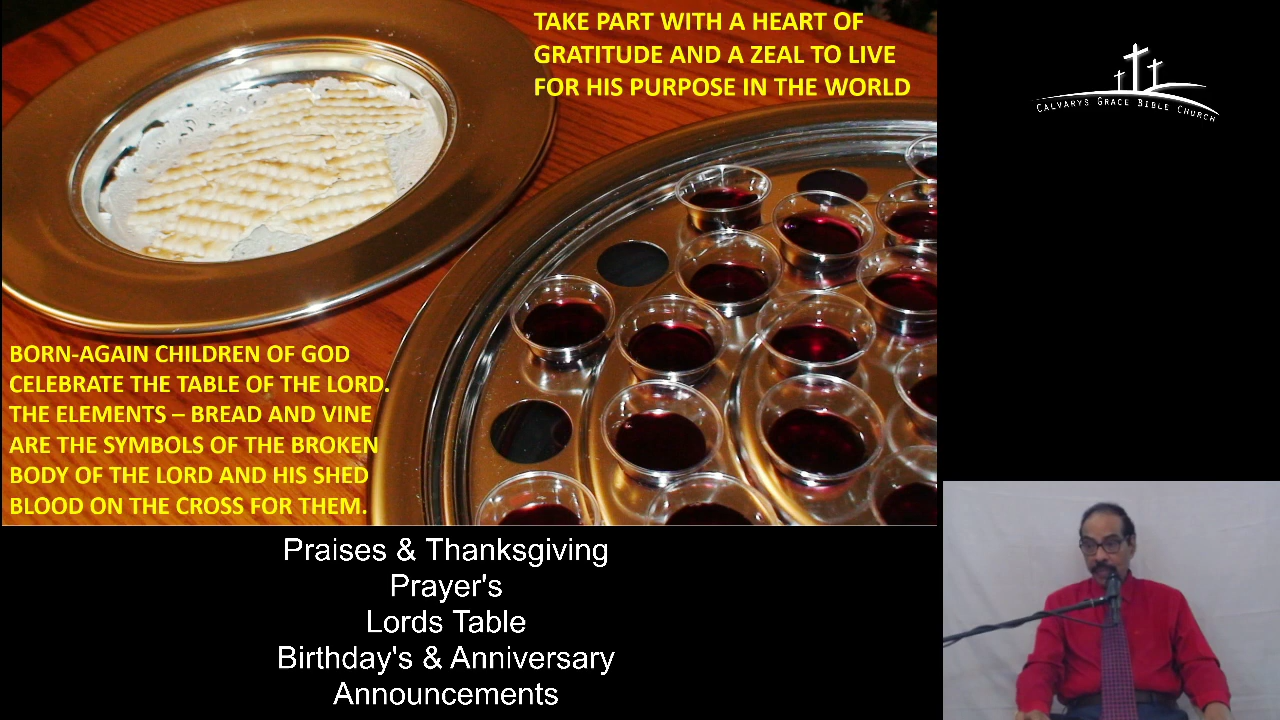 TAKE PART WITH A HEART OF
GRATITUDE AND A ZEAL TO LIVE
FOR HIS PURPOSE IN THE WORLD
CALVARYS GRACE BIBLE CHURCH
BORN-AGAIN CHILDREN OF GOD
CELEBRATE THE TABLE OF THE LORD.
THE ELEMENTS – BREAD AND VINE
ARE THE SYMBOLS OF THE BROKEN
BODY OF THE LORD AND HIS SHED
BLOOD ON THE CROSS FOR THEM.
Praises & Thanksgiving
Prayer's
Lords Table
Birthday's & Anniversary
Announcements